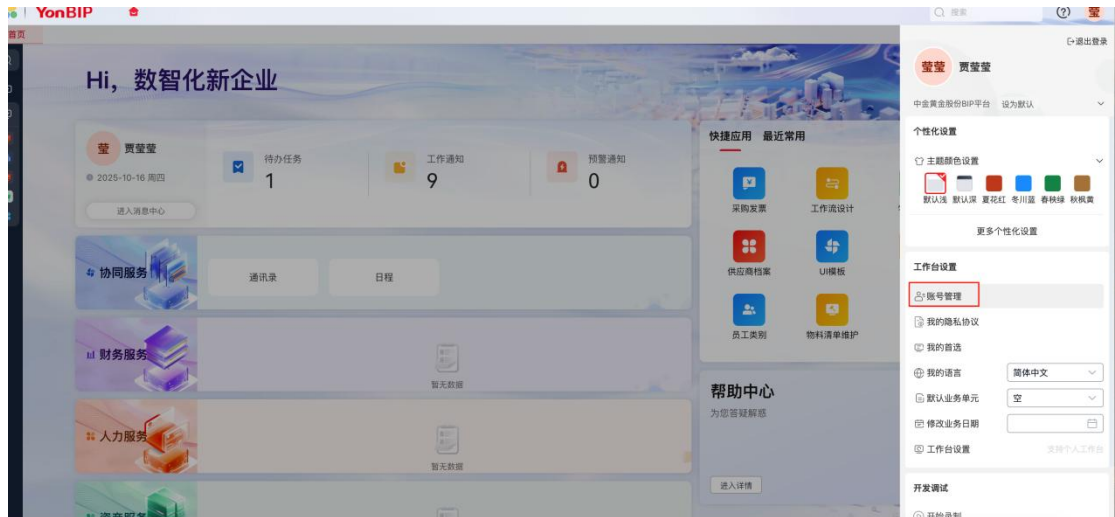 YonBIP
搜索
莹
首页
Hi，数智化新企业
莹 贾莹莹
2025-10-16 周四
进入消息中心
待办任务
1
工作通知
9
预警通知
0
快捷应用 最近常用
采购发票
工作流设计
供应商档案
UI模板
员工类别
物料清单维护
协同服务
通讯录
日程
财务服务
暂无数据
人力服务
暂无数据
帮助中心
为您答疑解惑
进入详情
退出登录
莹莹 贾莹莹
中金黄金股份BIP平台 设为默认
个性化设置
主题颜色设置
默认浅 默认深 夏花红 冬川蓝 春秧绿 秋枫黄
更多个性化设置
工作台设置
账号管理
我的隐私协议
我的首选
我的语言 简体中文
默认业务单元 空
修改业务日期
工作台设置 支持个人工作台
开发调试
开始录制